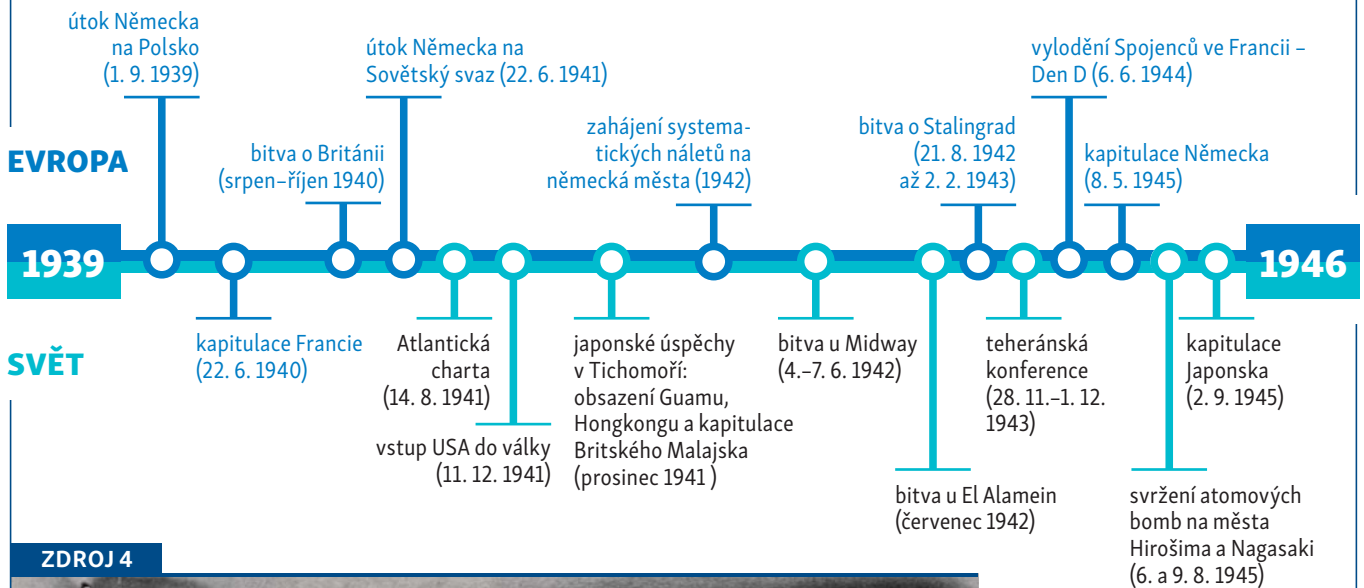 útok Německa
na Polsko
(1. 9. 1939)
útok Německa na
Sovětský svaz (22. 6. 1941)
vylodění Spojenců ve Francii –
Den D (6. 6. 1944)
EVROPA
bitva o Británii
(srpen–říjen 1940)
zahájení systema-
tických náletů na
německá města (1942)
bitva o Stalingrad
(21. 8. 1942
až 2. 2. 1943)
kapitulace Německa
(8. 5. 1945)
1939
1946
SVĚT
kapitulace Francie
(22. 6. 1940)
Atlantická
charta
(14. 8. 1941)
vstup USA do války
(11. 12. 1941)
japonské úspěchy
v Tichomoří:
obsazení Guamu,
Hongkongu a kapitulace
Britského Malajska
(prosinec 1941 )
bitva u Midway
(4.–7. 6. 1942)
bitva u El Alamein
(červenec 1942)
teheránská
konference
(28. 11.–1. 12.
1943)
svržení atomových
bomb na města
Hirošima a Nagasaki
(6. a 9. 8. 1945)
kapitulace
Japonska
(2. 9. 1945)
ZDROJ 4